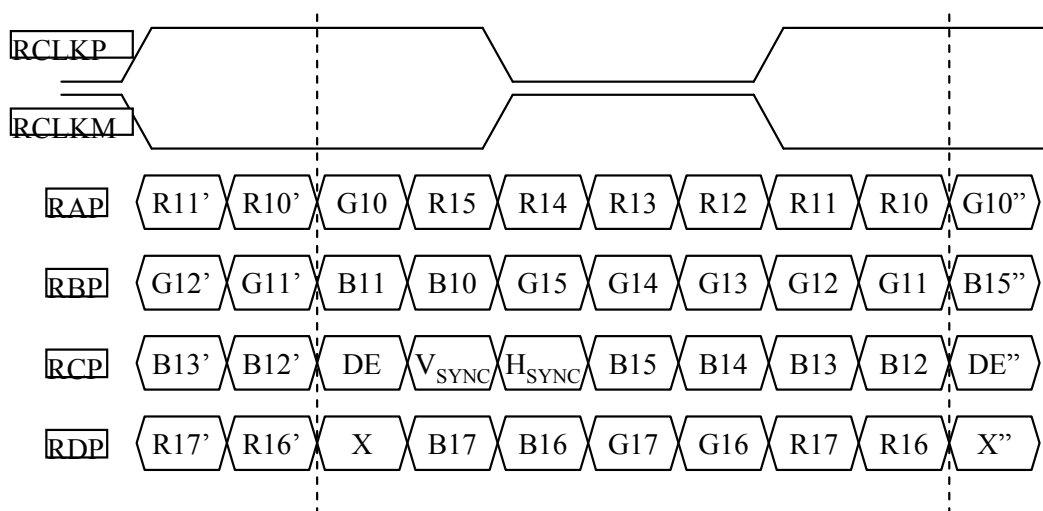 RCLKP
RCLKM
RAP R11’ R10’ G10 R15 R14 R13 R12 R11 R10 G10”
RBP G12’ G11’ B11 B10 G15 G14 G13 G12 G11 B15”
RCP B13’ B12’ DE VSYNC HSYNC B15 B14 B13 B12 DE”
RDP R17’ R16’ X B17 B16 G17 G16 R17 R16 X”